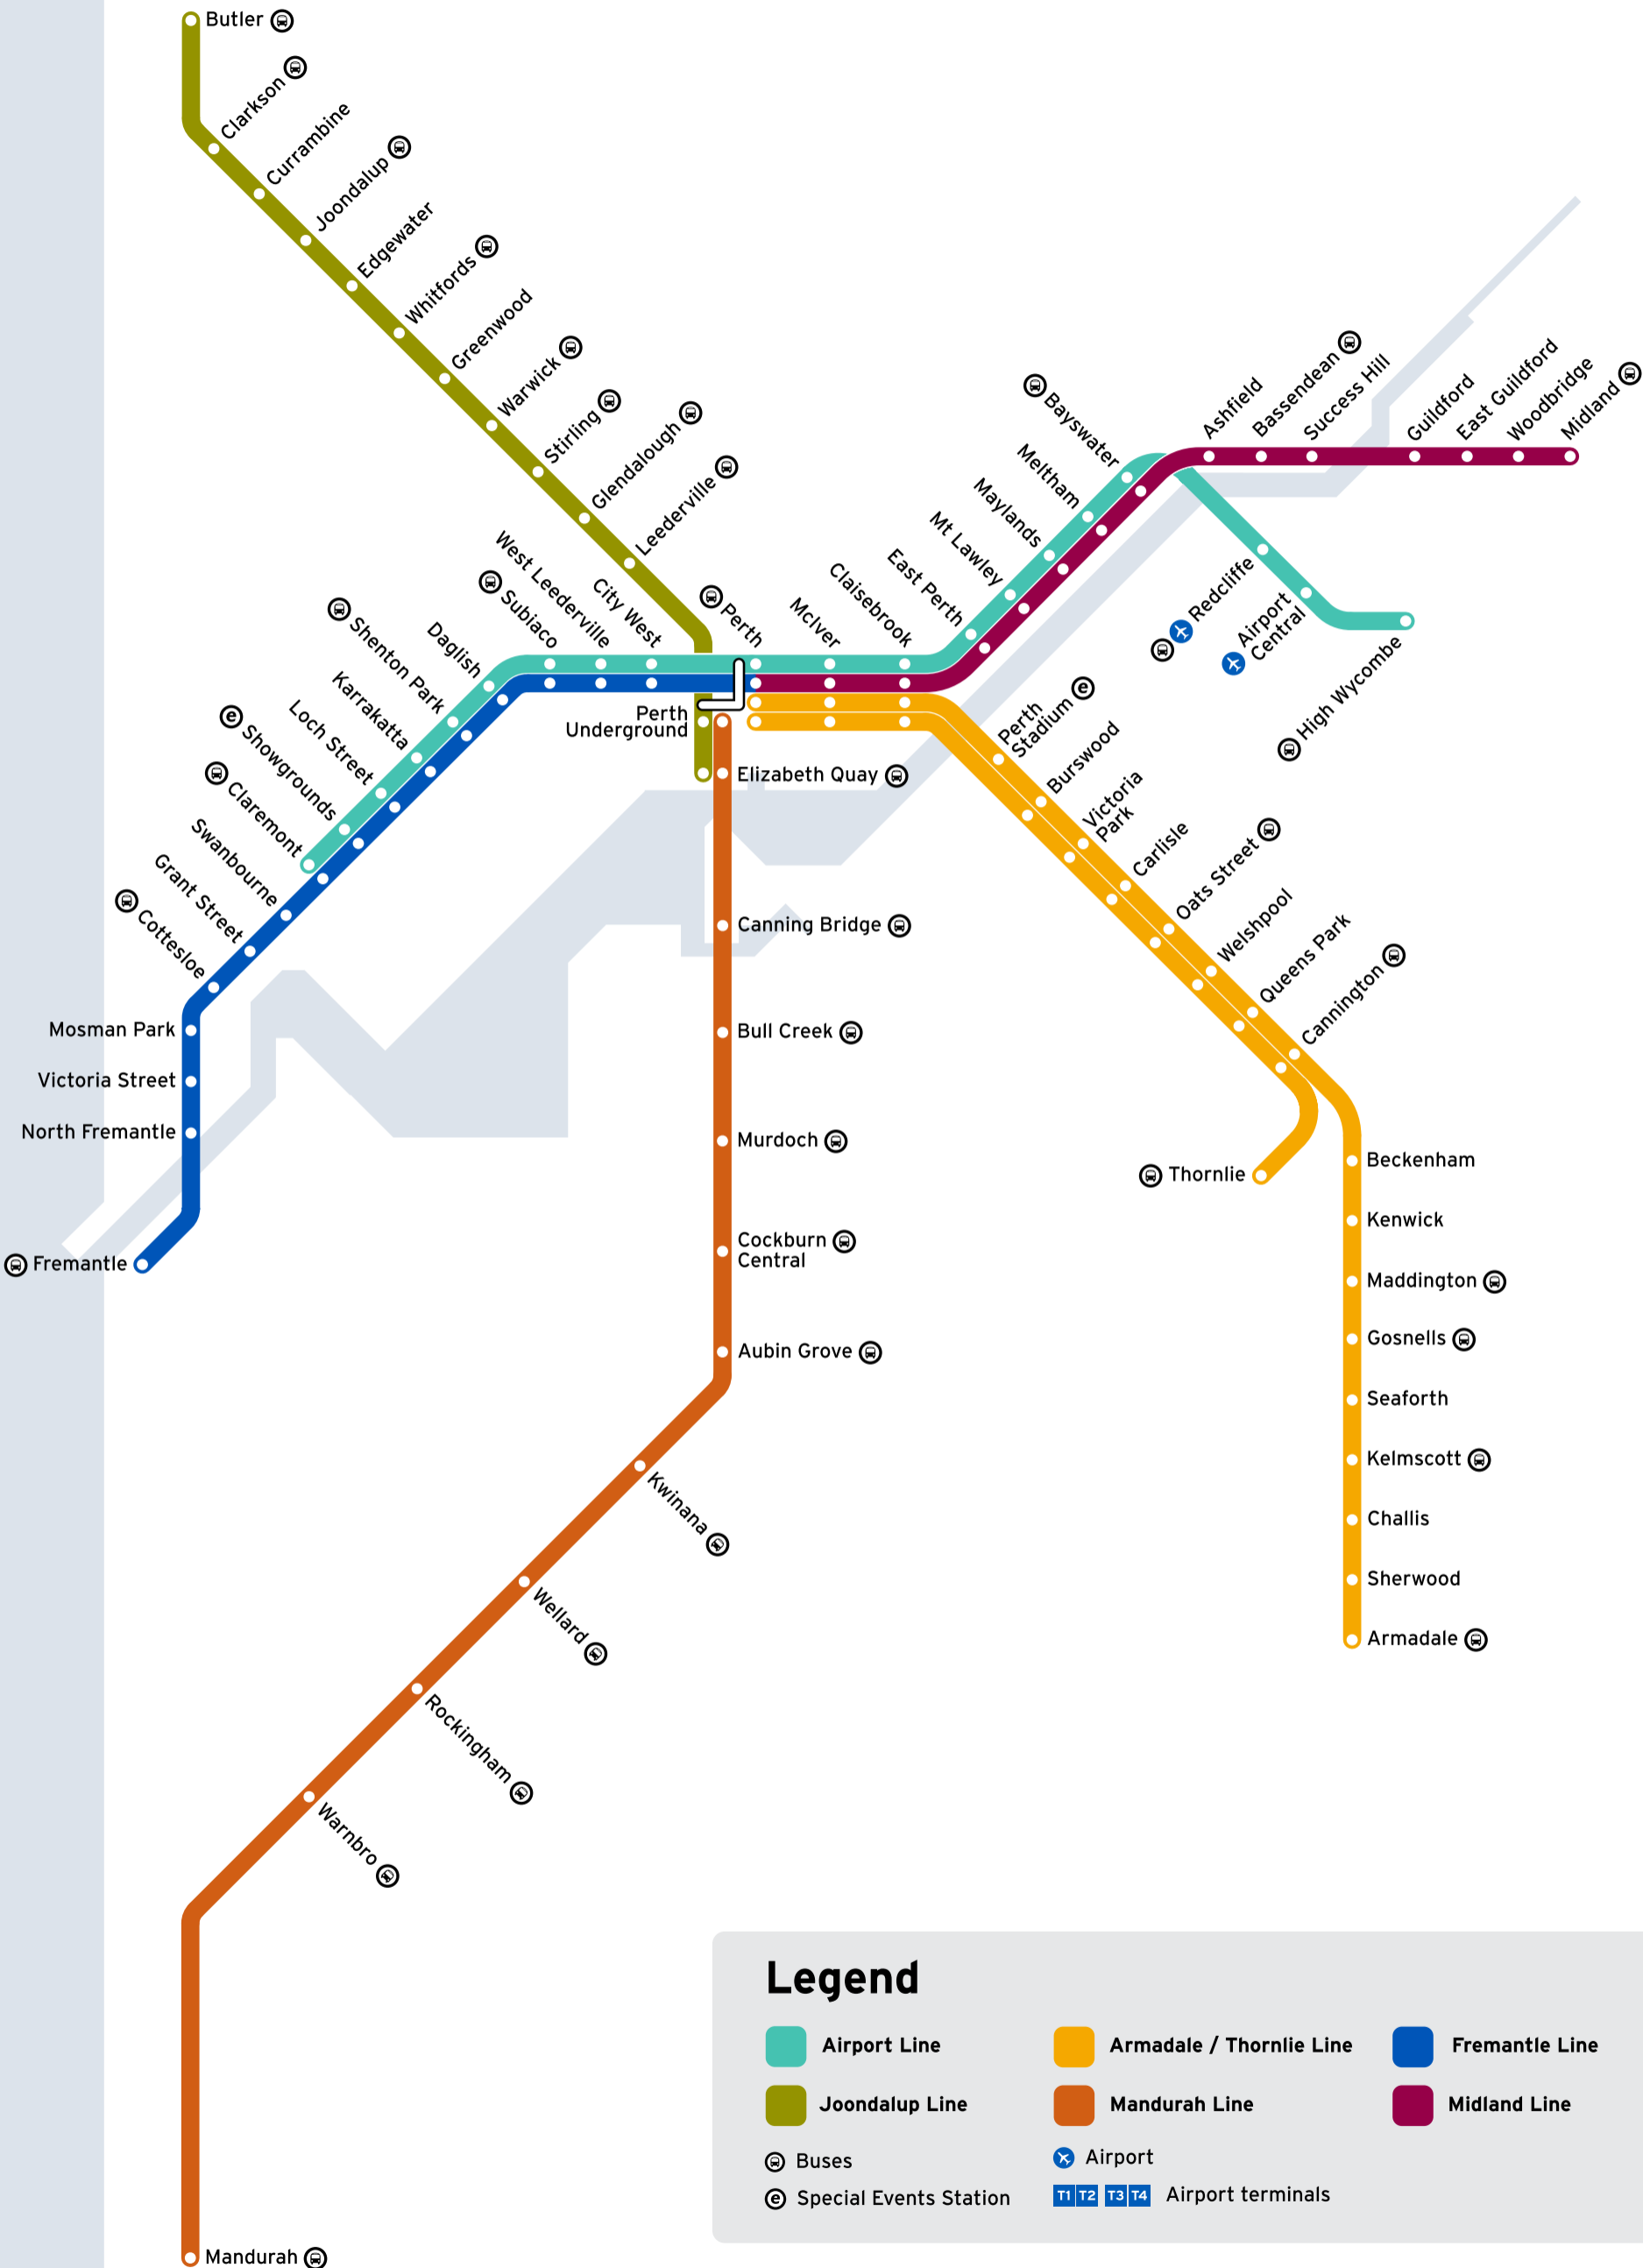 Butler
Clarkson
Currambine
Joondalup
Edgewater
Whitfords
Greenwood
Warwick
Stirling
Glendalough
Leederville
West Leederville
City West
Subiaco
Daglish
Shenton Park
Karrakatta
Loch Street
e
Showgrounds
Claremont
Swanbourne
Grant Street
Cottesloe
Mosman Park
Victoria Street
North Fremantle
Fremantle
Perth
McIver
Claisebrook
East Perth
Mt Lawley
Maylands
Meltham
Bayswater
Ashfield
Bassendean
Success Hill
Guildford
East Guildford
Woodbridge
Midland
Redcliffe
Airport
Central
High Wycombe
Perth
Underground
Elizabeth Quay
Canning Bridge
Bull Creek
Murdoch
Cockburn
Central
Aubin Grove
Kwinana
Wellard
Rockingham
Warnbro
Mandurah
Perth
Stadium
e
Burswood
Victoria
Park
Carlisle
Oats Street
Welshpool
Queens Park
Cannington
Thornlie
Beckenham
Kenwick
Maddington
Gosnells
Seaforth
Kelmscott
Challis
Sherwood
Armadale
Legend
Airport Line
Armadale / Thornlie Line
Fremantle Line
Joondalup Line
Mandurah Line
Midland Line
Buses
Airport
e Special Events Station
T1 T2 T3 T4 Airport terminals